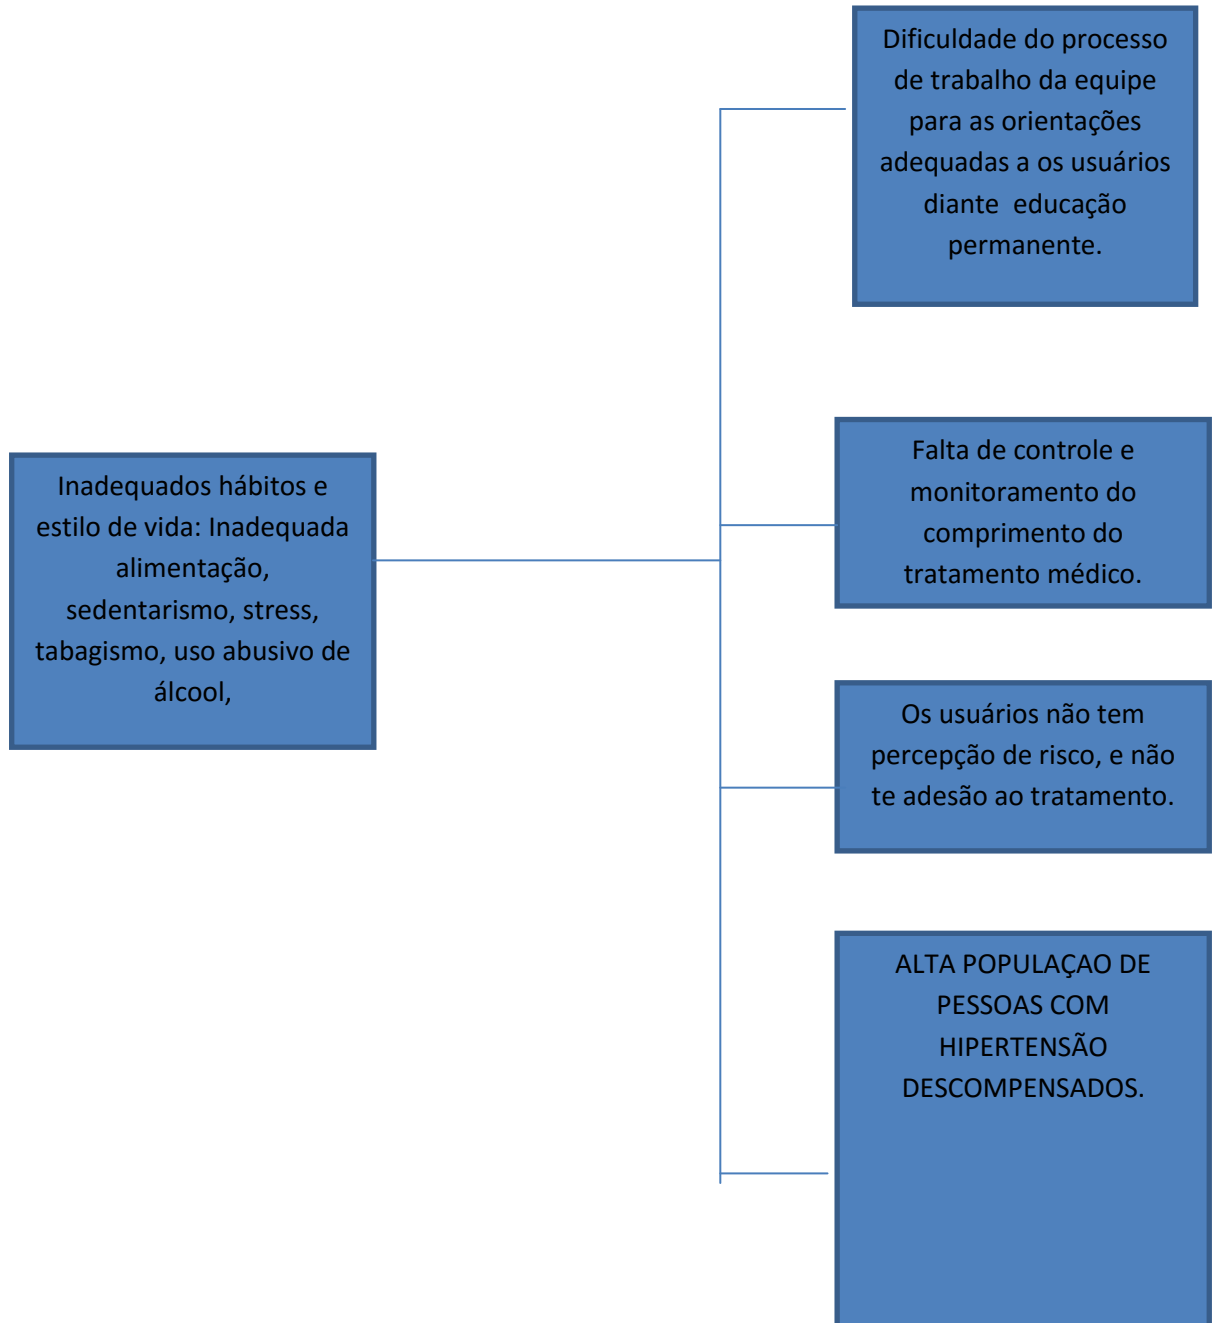 Dificuldade do processo
de trabalho da equipe
para as orientações
adequadas a os usuários
diante  educação
permanente.
Falta de controle e
monitoramento do
comprimento do
tratamento médico.
Inadequados hábitos e
estilo de vida: Inadequada
alimentação,
sedentarismo, stress,
tabagismo, uso abusivo de
álcool,
Os usuários não tem
percepção de risco, e não
te adesão ao tratamento.
ALTA POPULAÇAO DE
PESSOAS COM
HIPERTENSÃO
DESCOMPENSADOS.